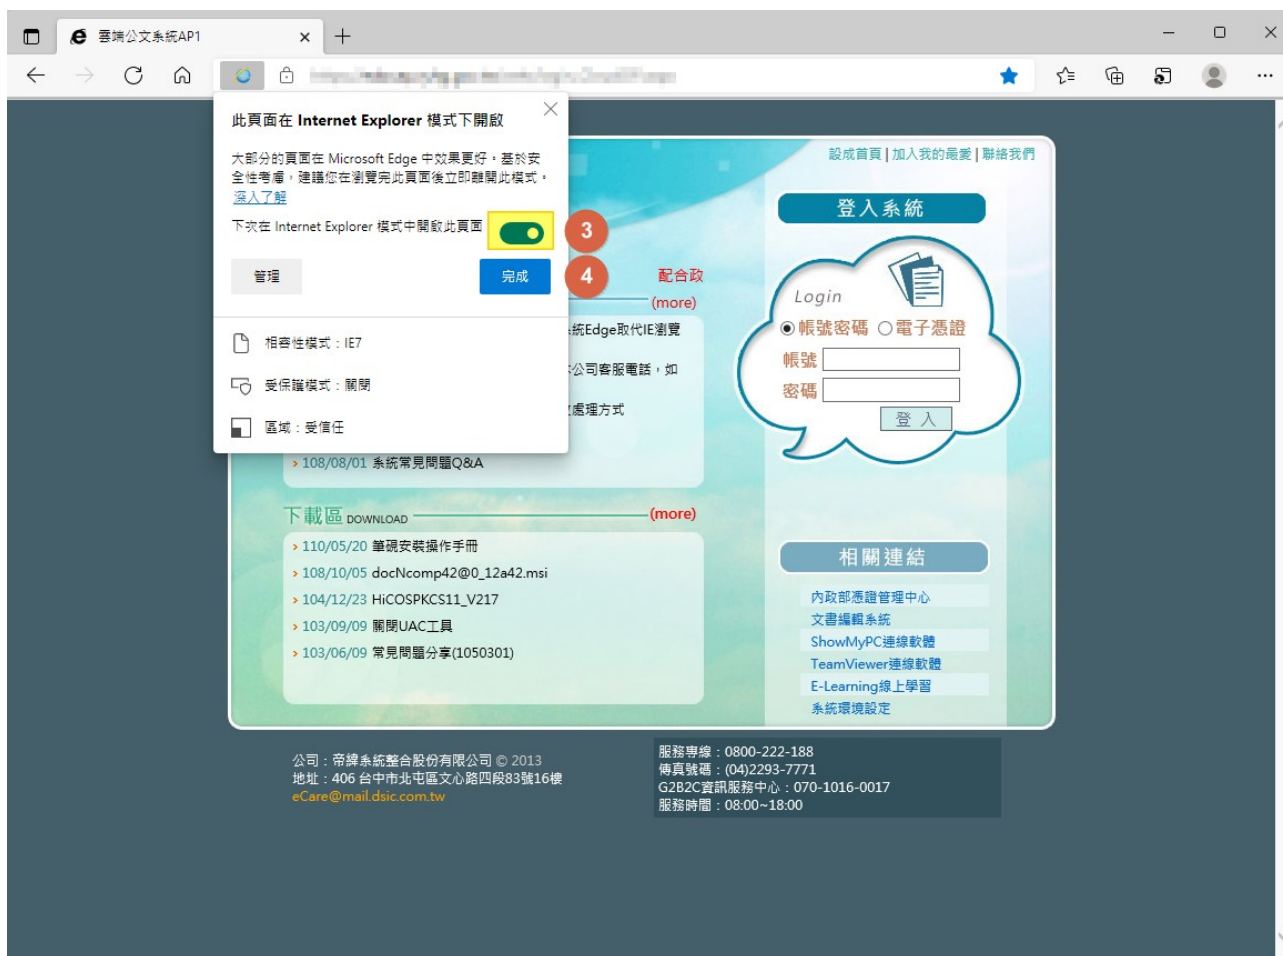 雲端公文系統AP1
此頁面在 Internet Explorer 模式下開啟
大部分的頁面在 Microsoft Edge 中效果更好。基於安
全性考慮，建議您在瀏覽完此頁面後立即離開此模式。
深入了解
下次在 Internet Explorer 模式中開啟此頁面
3
管理
完成
4
相容性模式：IE7
受保護模式：關閉
區域：受信任
配合政
(more)
統Edge取代IE瀏覽
公司客服電話，如
處理方式
108/08/01 系統常見問題Q&A
下載區 DOWNLOAD
(more)
110/05/20 筆硯安裝操作手冊
108/10/05 docNcomp42@0_12a42.msi
104/12/23 HiCOSPKCS11_V217
103/09/09 關閉UAC工具
103/06/09 常見問題分享(1050301)
設成首頁 | 加入我的最愛 | 聯絡我們
登入系統
Login
帳號密碼 電子憑證
帳號
密碼
登 入
相關連結
內政部憑證管理中心
文書編輯系統
ShowMyPC連線軟體
TeamViewer連線軟體
E-Learning線上學習
系統環境設定
公司：帝緯系統整合股份有限公司 © 2013
地址：406 台中市北屯區文心路四段83號16樓
eCare@mail.dsic.com.tw
服務專線：0800-222-188
傳真號碼：(04)2293-7771
G2B2C資訊服務中心：070-1016-0017
服務時間：08:00~18:00